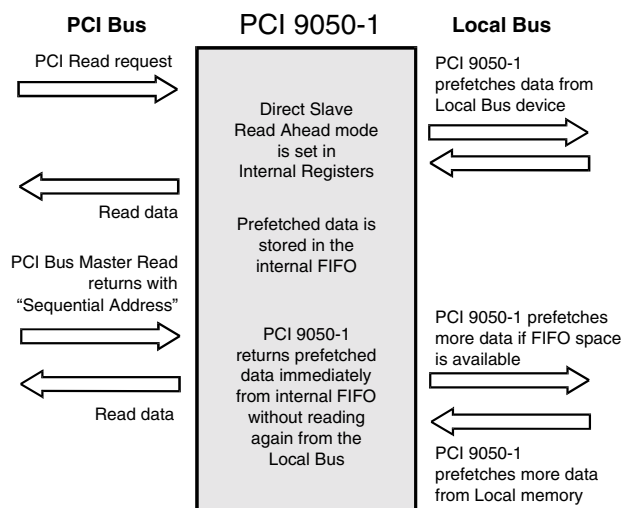 PCI Bus
PCI 9050-1
Local Bus
PCI Read request
Read data
PCI Bus Master Read
returns with
“Sequential Address”
Read data
Direct Slave
Read Ahead mode
is set in
Internal Registers
Prefetched data is
stored in the
internal FIFO
PCI 9050-1
returns prefetched
data immediately
from internal FIFO
without reading
again from the
Local Bus
PCI 9050-1
prefetches data from
Local Bus device
PCI 9050-1 prefetches
more data if FIFO space
is available
PCI 9050-1
prefetches more data
from Local memory